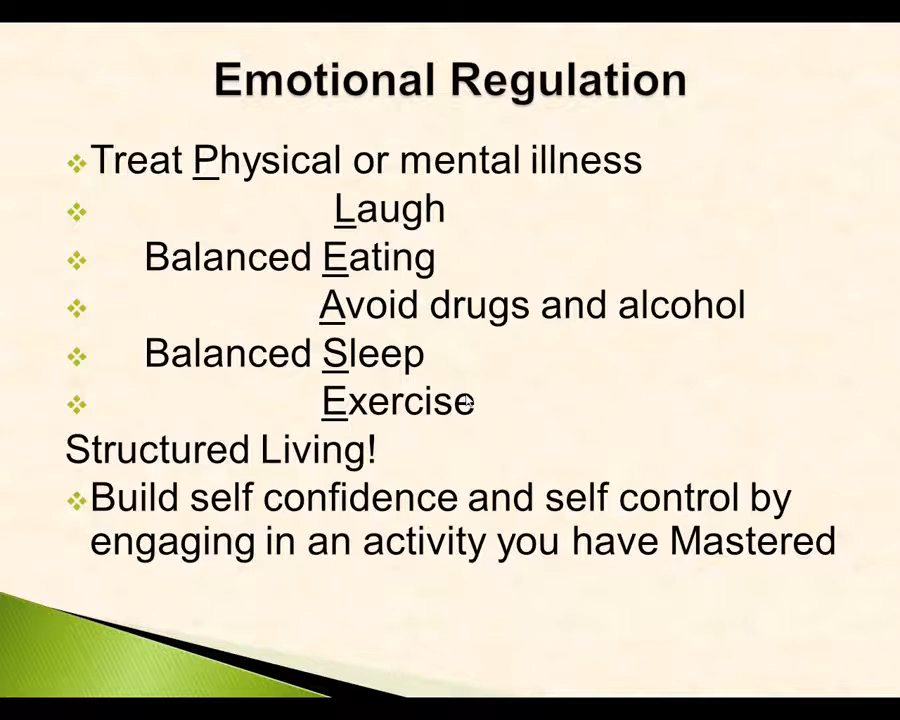 Emotional Regulation
Treat Physical or mental illness
Laugh
Balanced Eating
Avoid drugs and alcohol
Balanced Sleep
Exercise
Structured Living!
Build self confidence and self control by
engaging in an activity you have Mastered